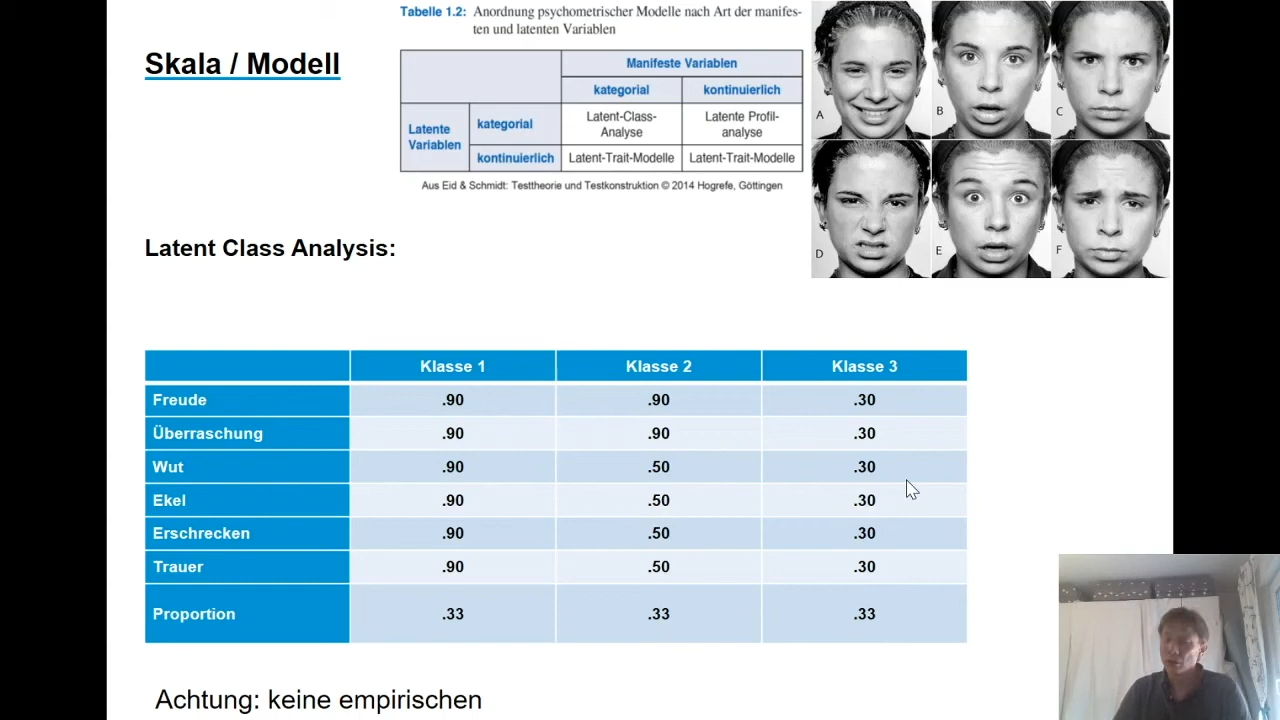 Skala / Modell
Tabelle 1.2: Anordnung psychometrischer Modelle nach Art der manifes-
ten und latenten Variablen
Manifeste Variablen
kategorial kontinuierlich
Latente Variablen
kategorial Latent-Class-Analyse Latente Profil-analyse
kontinuierlich Latent-Trait-Modelle Latent-Trait-Modelle
Aus Eid & Schmidt: Testtheorie und Testkonstruktion © 2014 Hogrefe, Göttingen
A B C
D E F
Latent Class Analysis:
Klasse 1 Klasse 2 Klasse 3
Freude .90 .90 .30
Überraschung .90 .90 .30
Wut .90 .50 .30
Ekel .90 .50 .30
Erschrecken .90 .50 .30
Trauer .90 .50 .30
Proportion .33 .33 .33
Achtung: keine empirischen